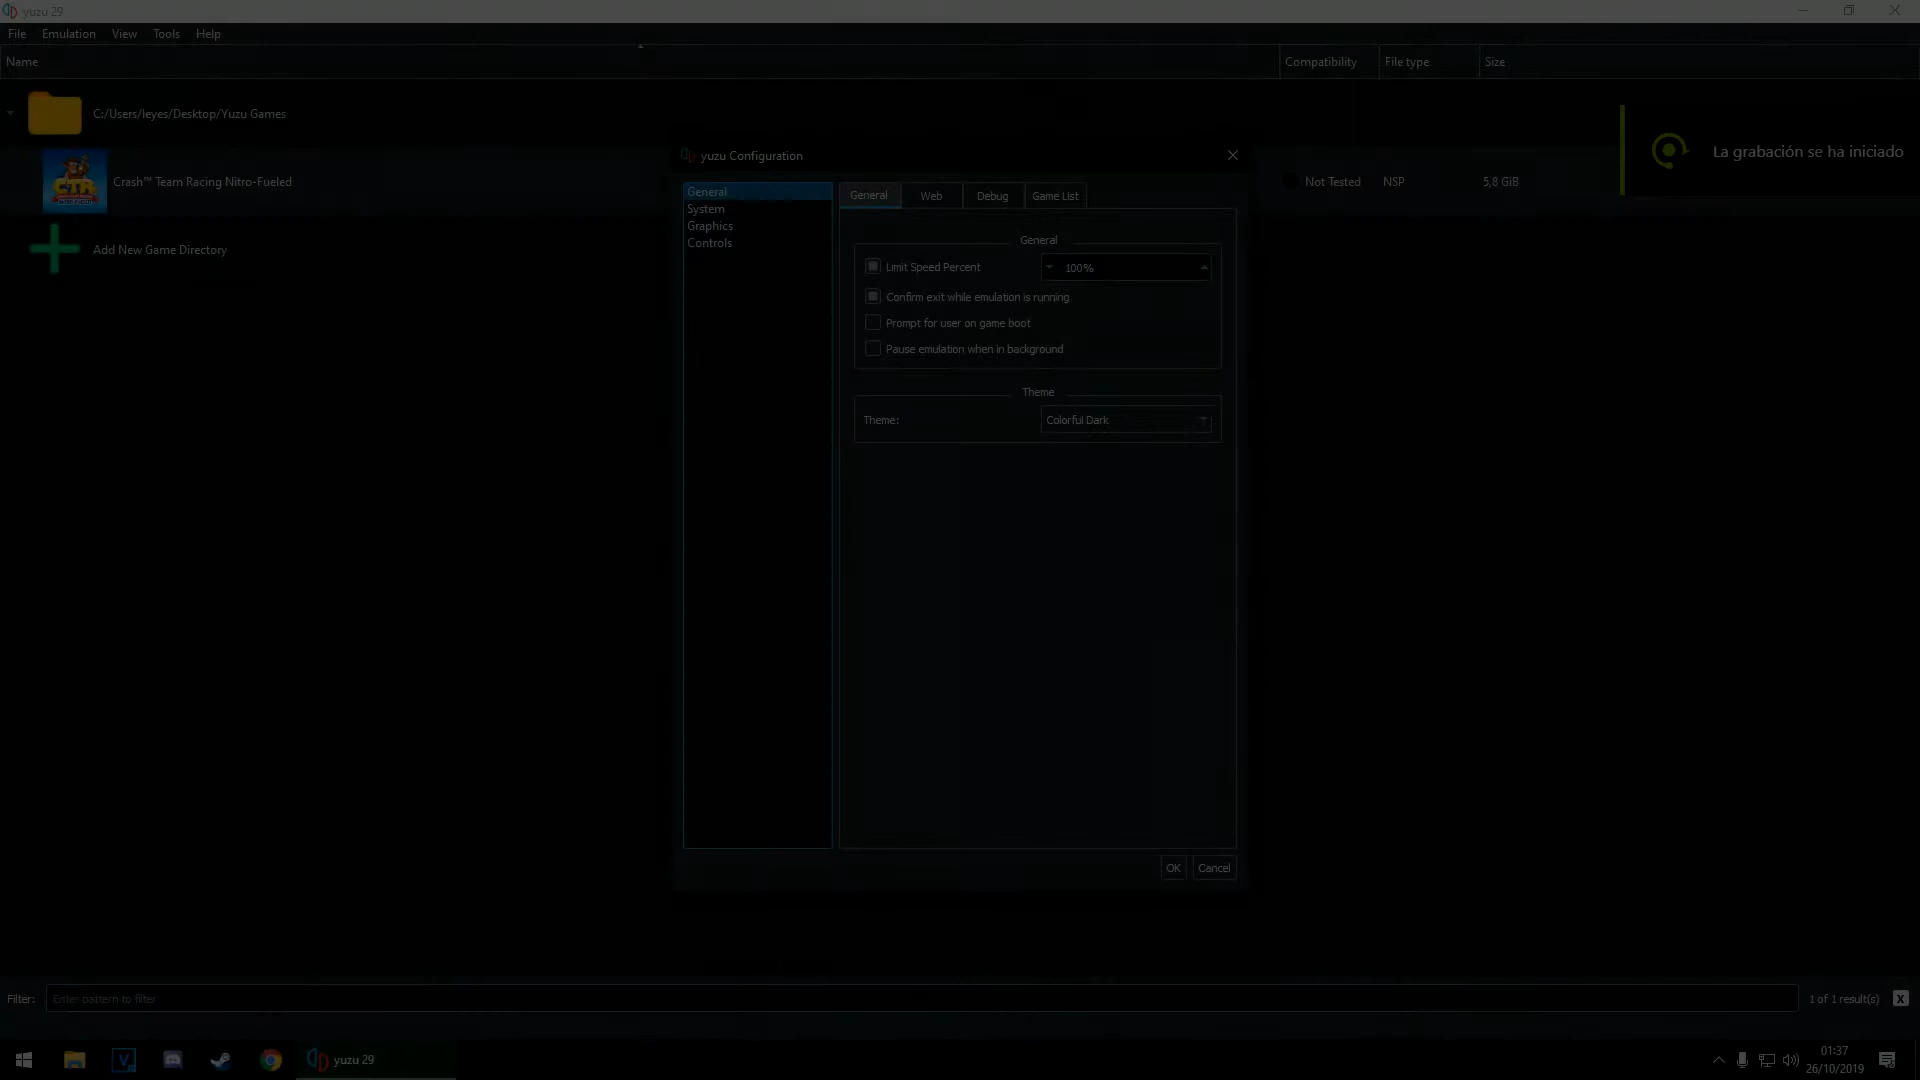 yuzu 29
File Emulation View Tools Help
Name Compatibility File type Size
C:/Users/leyes/Desktop/Yuzu Games
La grabación se ha iniciado
yuzu Configuration
Crash™ Team Racing Nitro-Fueled Not Tested NSP 5,8 GiB
Add New Game Directory
General
System
Graphics
Controls
General Web Debug Game List
General
Limit Speed Percent 100%
Confirm exit while emulation is running
Prompt for user on game boot
Pause emulation when in background
Theme
Theme: Colorful Dark
OK Cancel
Filter: Enter pattern to filter 1 of 1 result(s) X
yuzu 29
01:37
26/10/2019